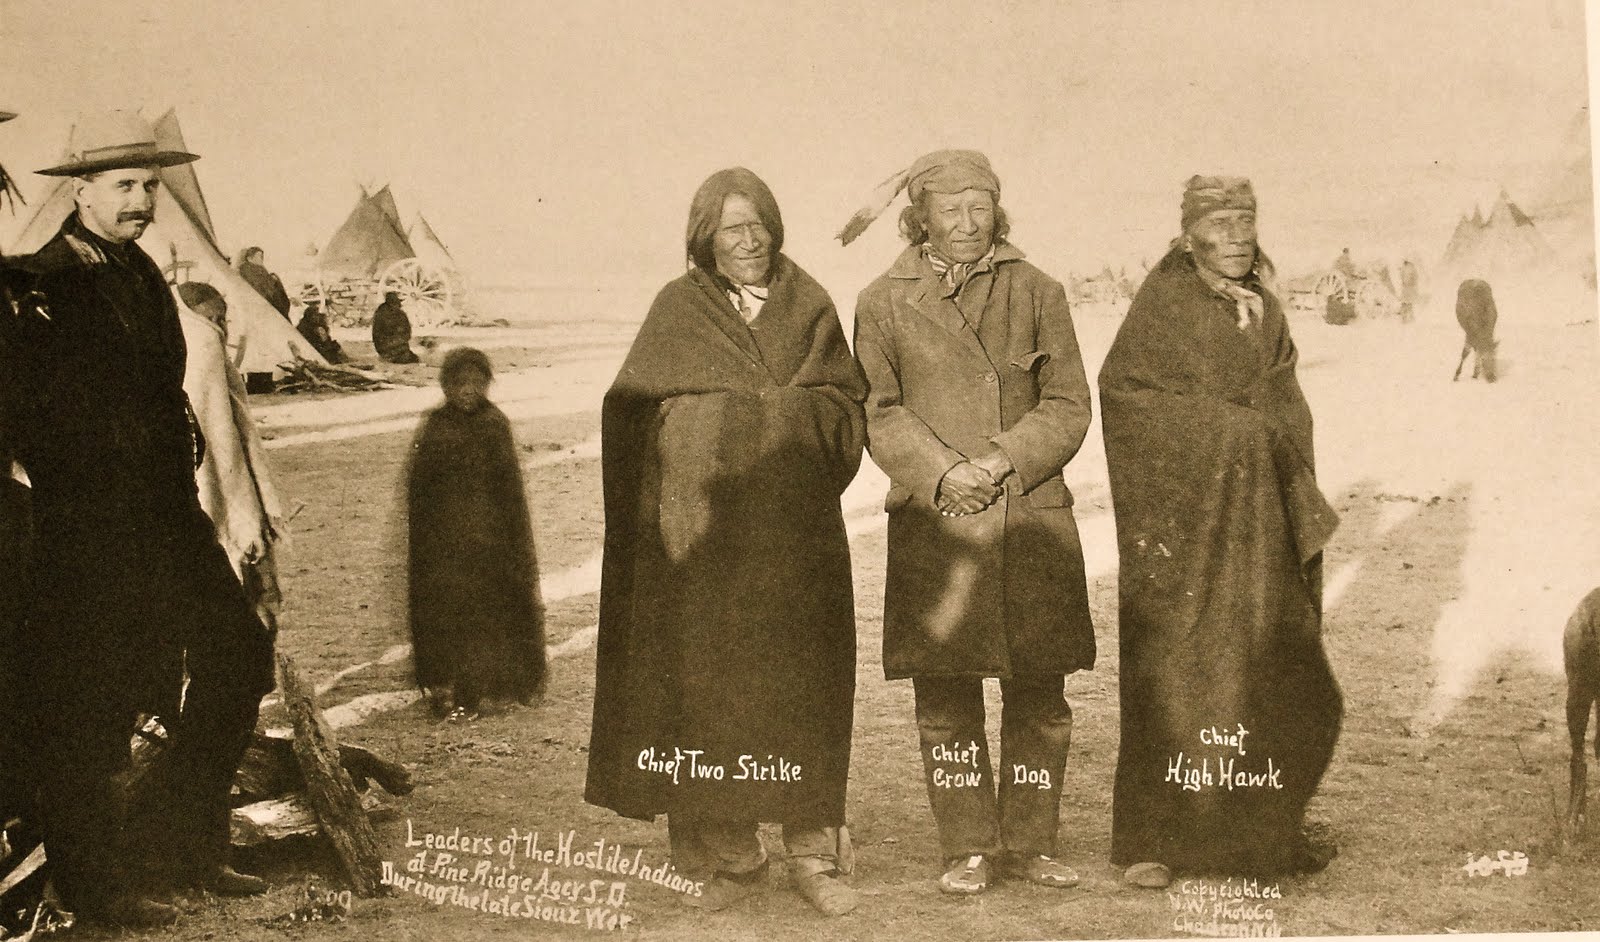 Chief Two Strike
Chief
Crow Dog
Chief
High Hawk
Leaders of the Hostile Indians
at Pine Ridge Agcy S.D.
During the late Sioux War
Copyrighted
N.W. Photo Co
Chadron Neb